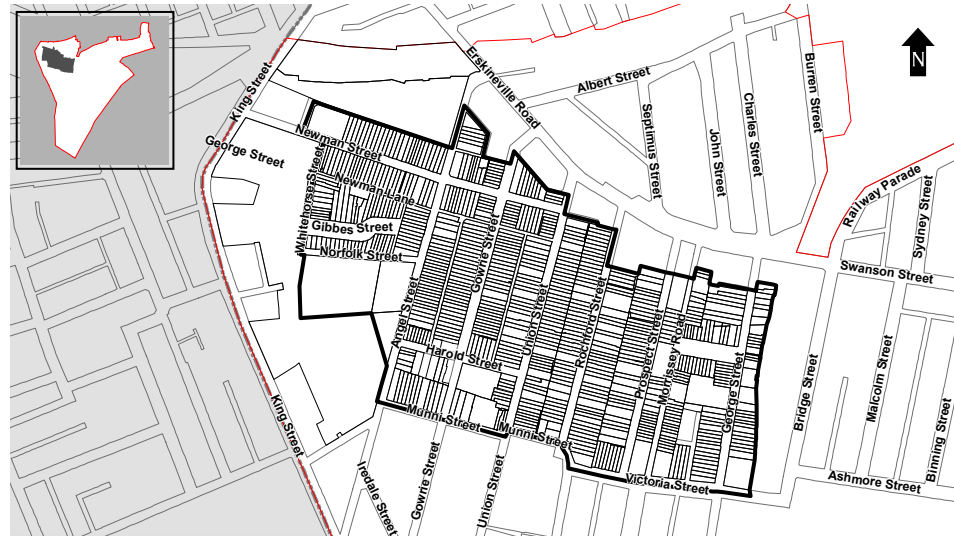 N
King Street
Erskineville Road
Albert Street
Burren Street
Septimus Street
John Street
Charles Street
George Street
Newman Street
Whitehorse Street
Newman Lane
Gibbes Street
Norfolk Street
Railway Parade
Sydney Street
Swanson Street
Gowrie Street
Angel Street
Union Street
Rochford Street
Prospect Street
Morrissey Road
Harold Street
George Street
Bridge Street
Malcolm Street
Binning Street
King Street
Munni Street
Munni Street
Iredale Street
Gowrie Street
Union Street
Victoria Street
Ashmore Street